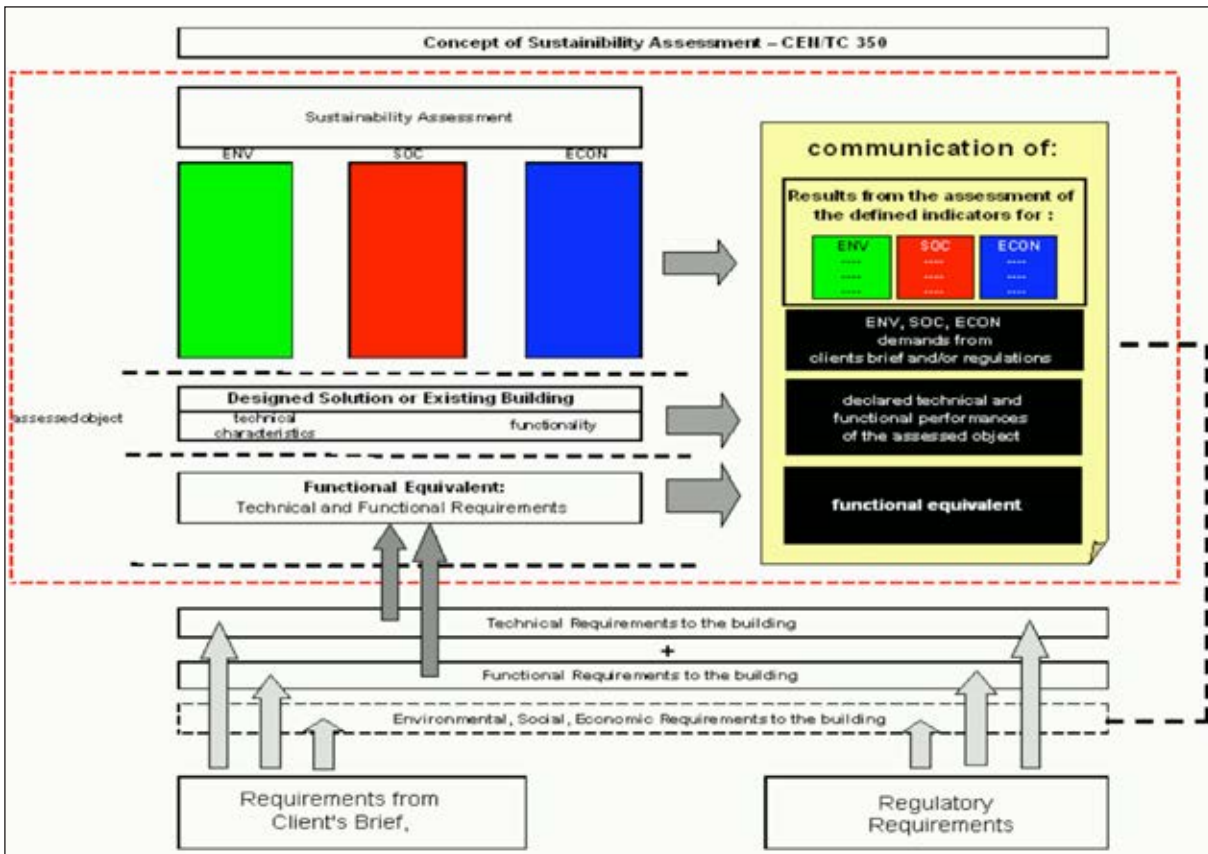 Concept of Sustainibility Assessment – CEN/TC 350
Sustainability Assessment
ENV SOC ECON
assessed object
Designed Solution or Existing Building
technical
characteristics
functionality
Functional Equivalent:
Technical and Functional Requirements
communication of:
Results from the assessment of
the defined indicators for :
ENV SOC ECON
---- ---- ----
---- ---- ----
---- ---- ----
ENV, SOC, ECON
demands from
clients brief and/or regulations
declared technical and
functional performances
of the assessed object
functional equivalent
Technical Requirements to the building
+
Functional Requirements to the building
Environmental, Social, Economic Requirements to the building
Requirements from
Client's Brief,
Regulatory
Requirements